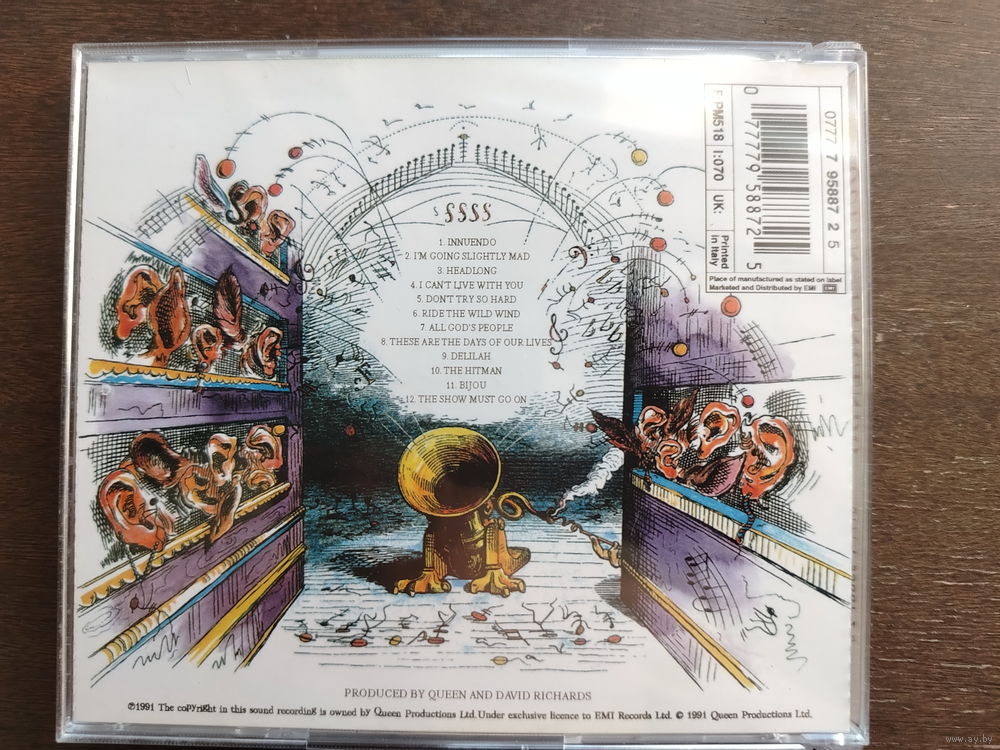 1. INNUENDO
2. I'M GOING SLIGHTLY MAD
3. HEADLONG
4. I CAN'T LIVE WITH YOU
5. DON'T TRY SO HARD
6. RIDE THE WILD WIND
7. ALL GOD'S PEOPLE
8. THESE ARE THE DAYS OF OUR LIVES
9. DELILAH
10. THE HITMAN
11. BIJOU
12. THE SHOW MUST GO ON
0777 7 95887 2 5
0 77779 58872 5
PM518 I:070 UK:
Printed
in Italy
Place of manufactured as stated on label
Marketed and Distributed by EMI EMI
PRODUCED BY QUEEN AND DAVID RICHARDS
℗1991 The copyright in this sound recording is owned by Queen Productions Ltd. Under exclusive licence to EMI Records Ltd. © 1991 Queen Productions Ltd.
www.ay.by